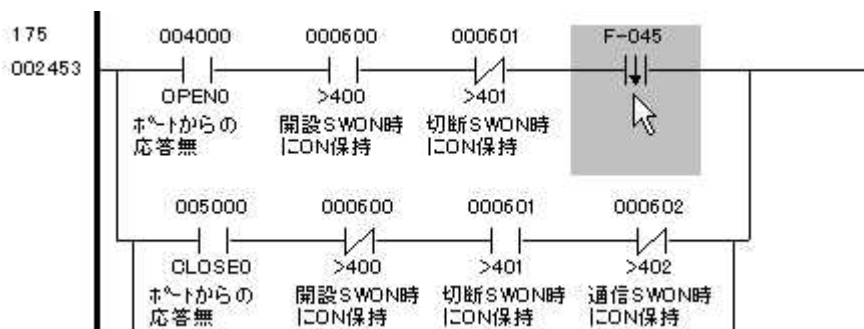 175 004000 000600 000601 F-045
002453
OPEN0 >400 >401
ポートからの 開設SWON時 切断SWON時
応答無 にON保持 にON保持
005000 000600 000601 000602
CLOSE0 >400 >401 >402
ポートからの 開設SWON時 切断SWON時 通信SWON時
応答無 にON保持 にON保持 にON保持